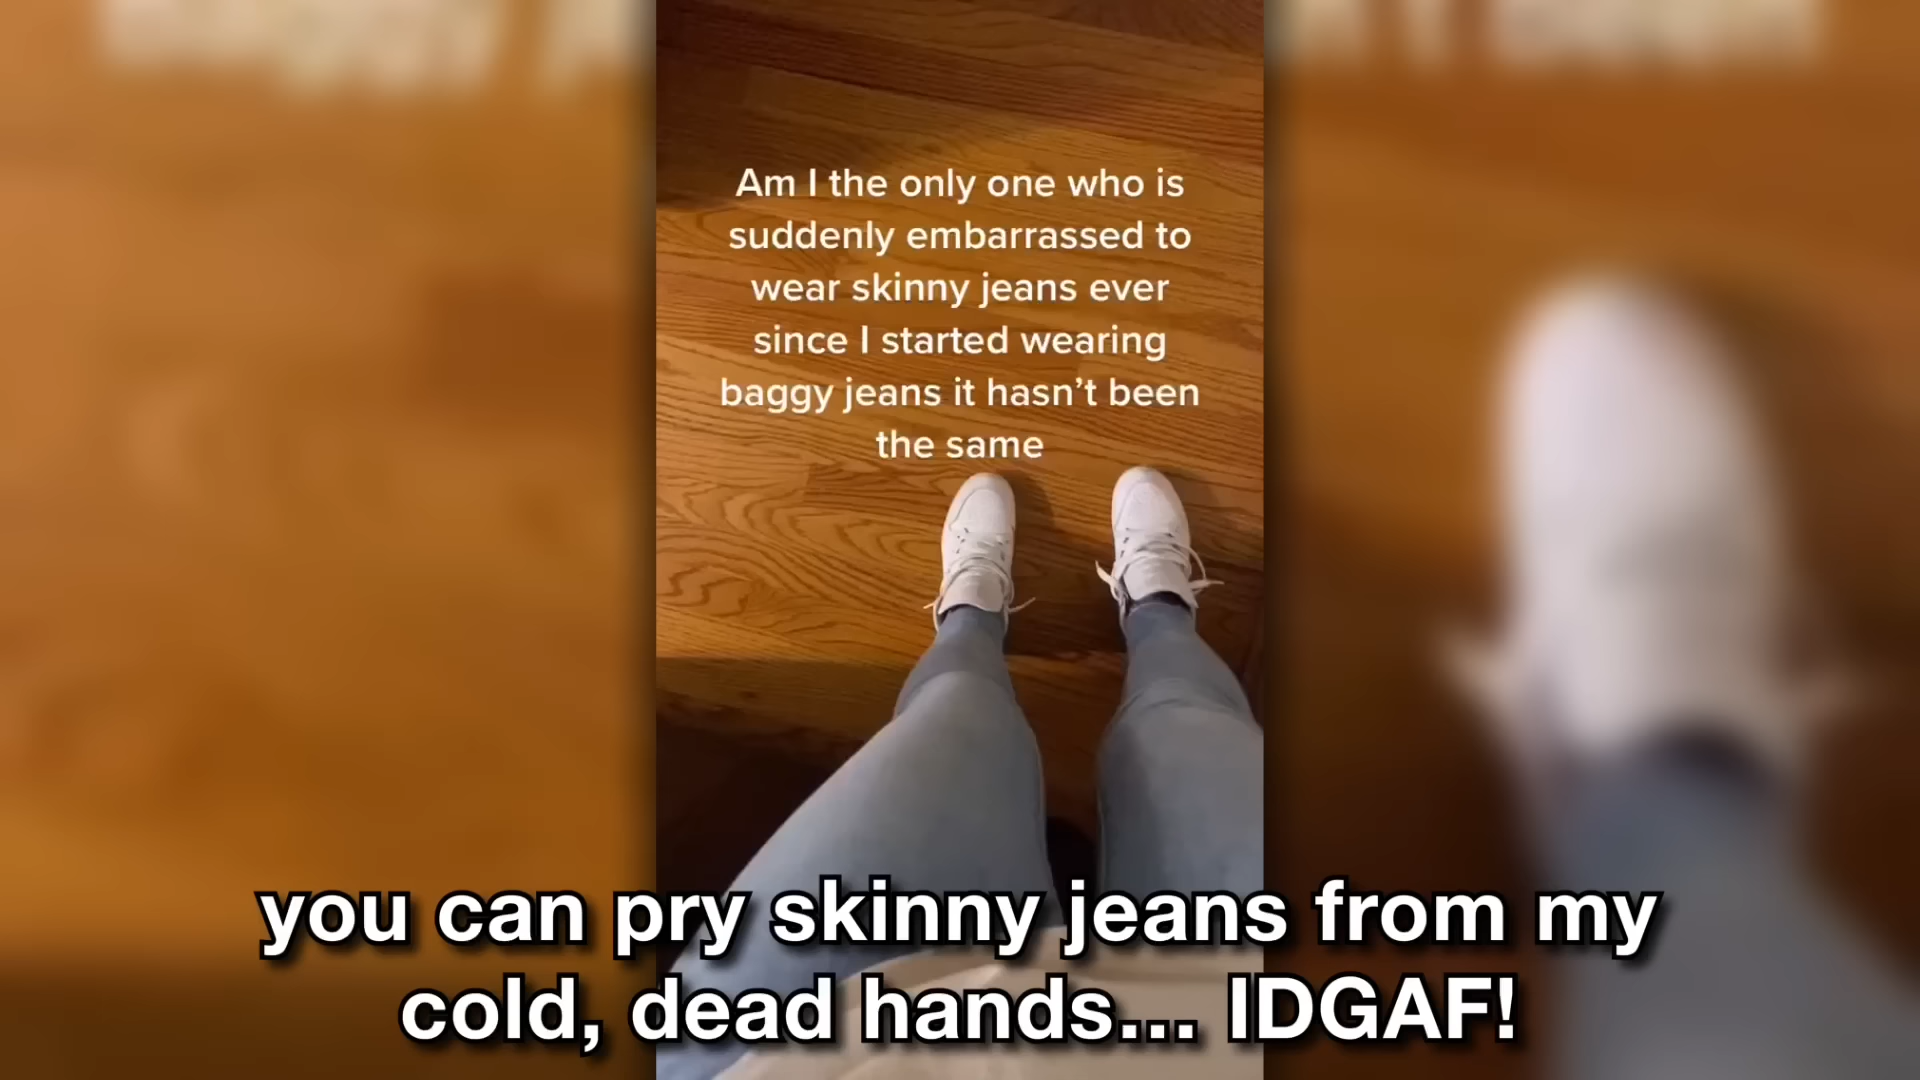 Am I the only one who is
suddenly embarrassed to
wear skinny jeans ever
since I started wearing
baggy jeans it hasn’t been
the same
you can pry skinny jeans from my
cold, dead hands... IDGAF!